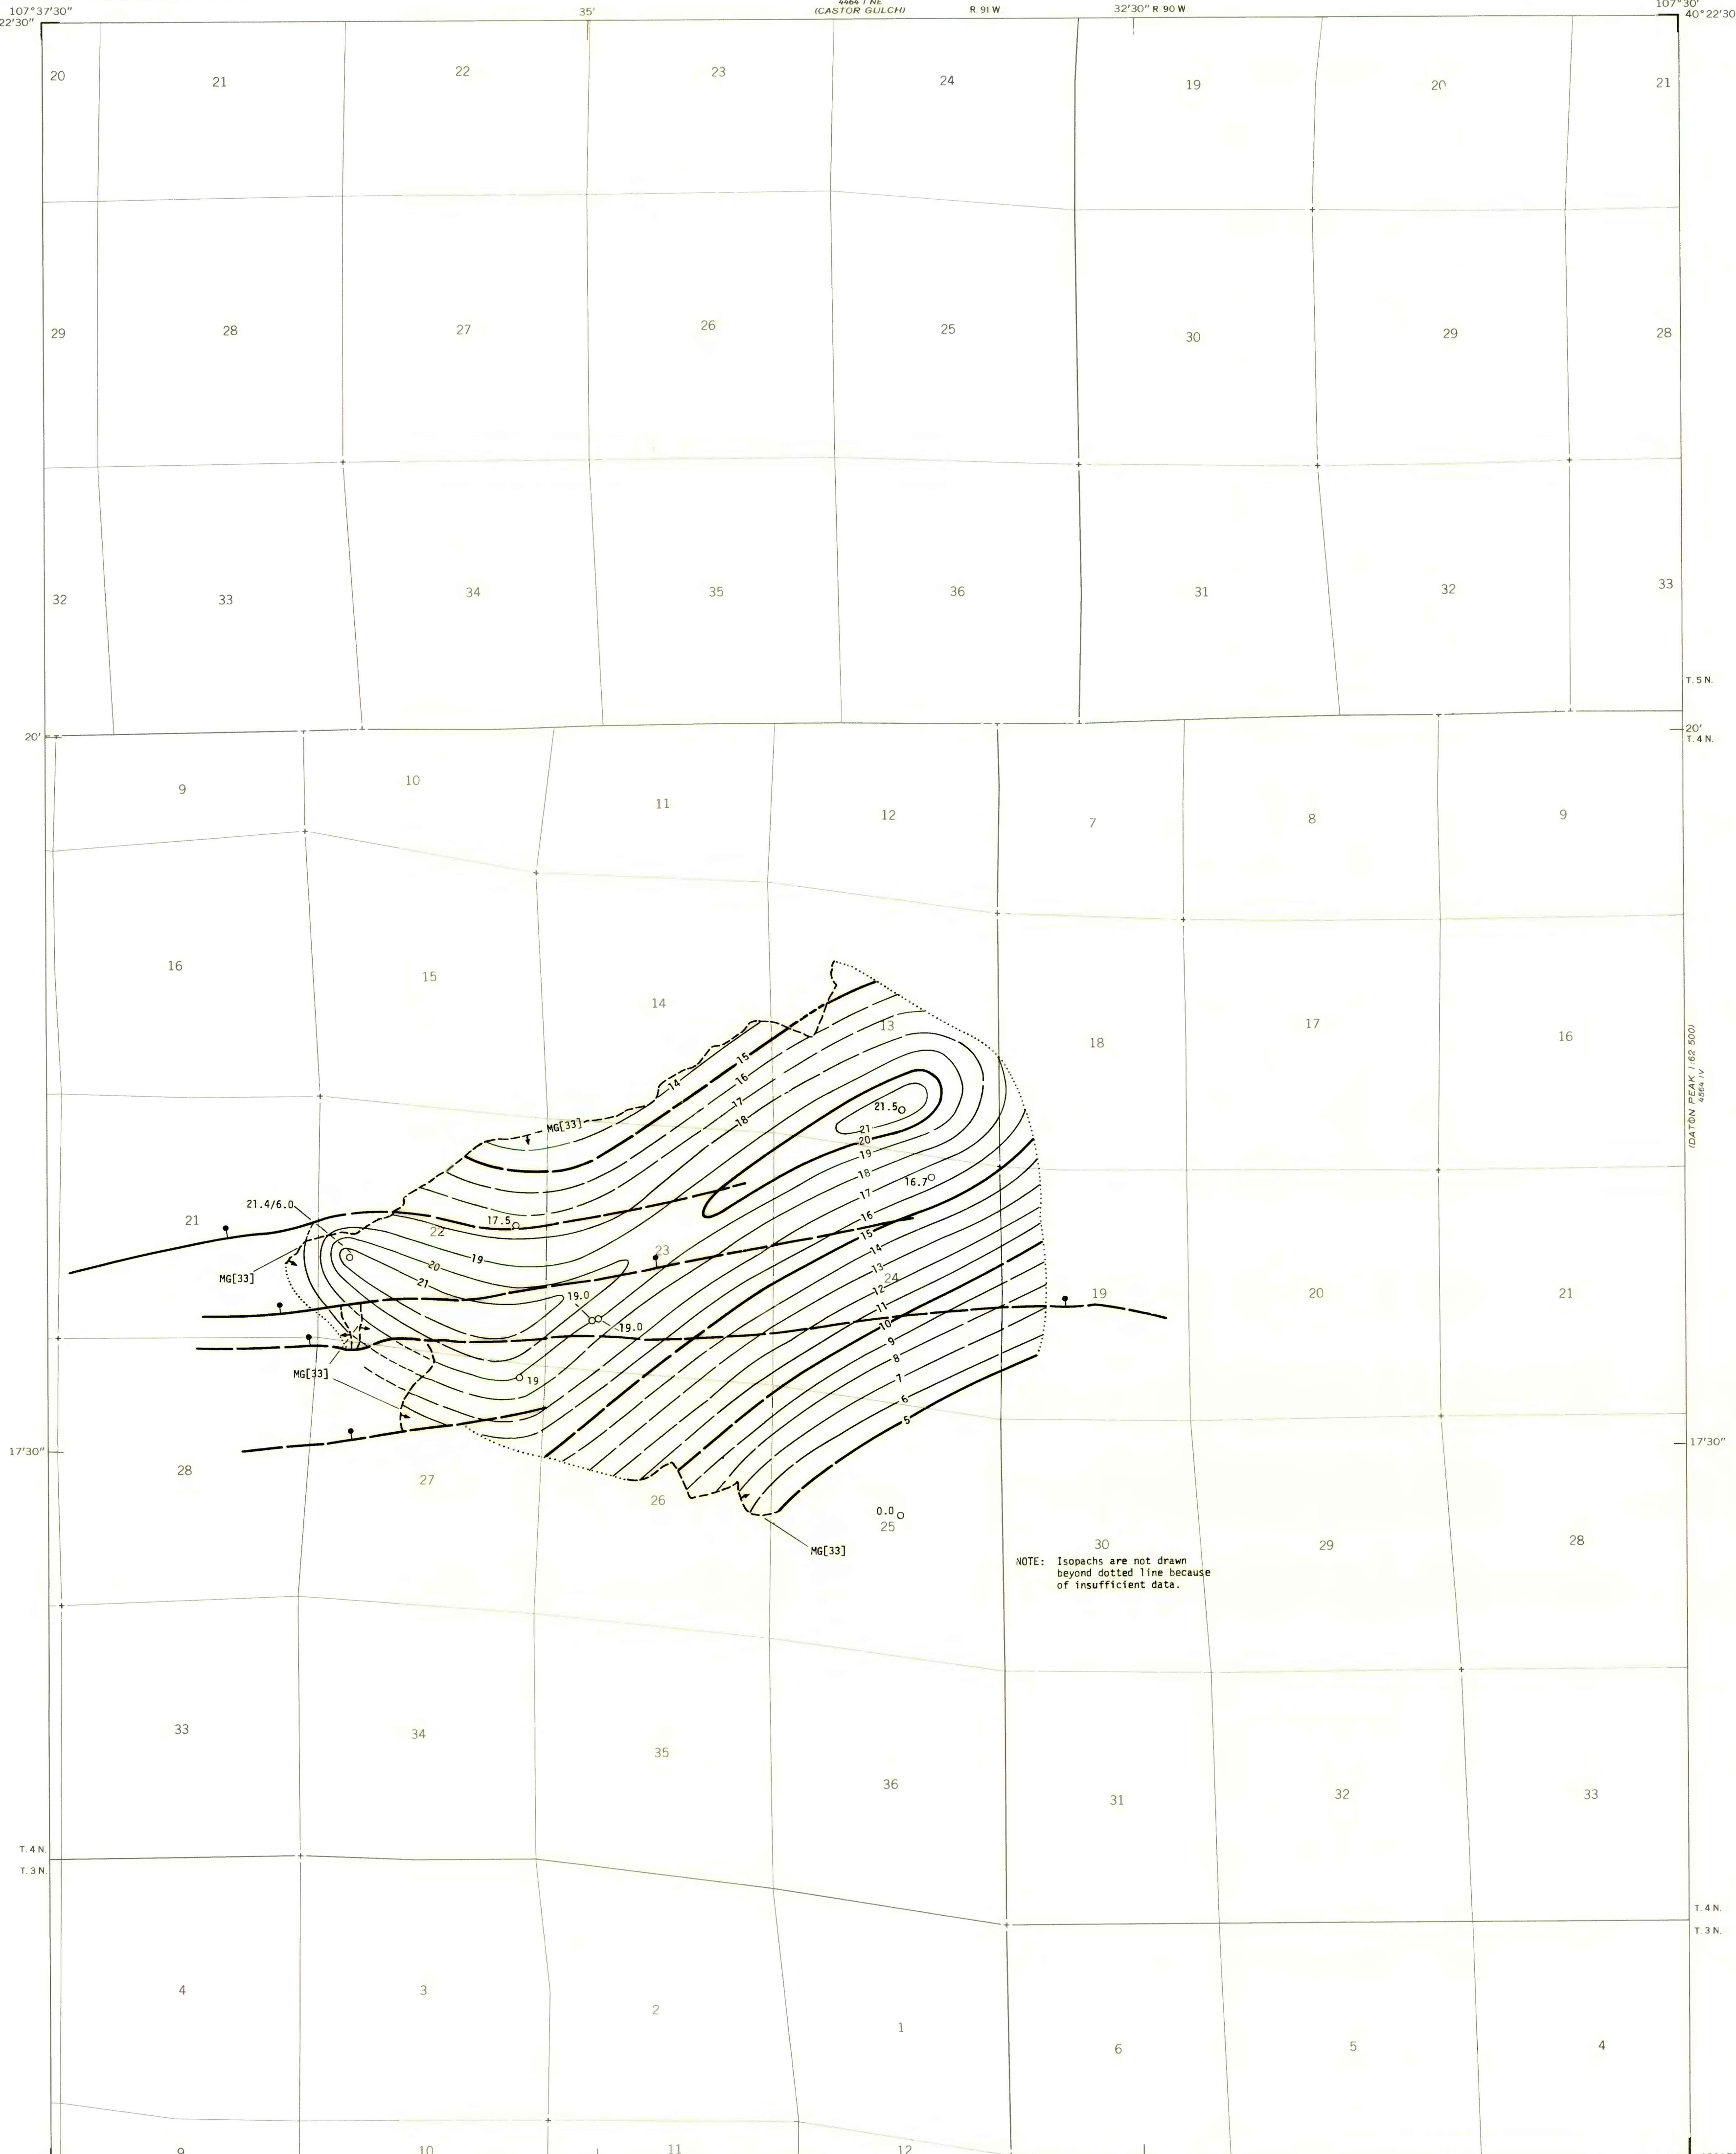 4464 I NE
107°37'30" 35' (CASTOR GULCH) R. 91 W. 32'30" R. 90 W. 107°30'
22'30" 40°22'30
20 21 22 23 24 19 20 21
29 28 27 26 25 30 29 28
32 33 34 35 36 31 32 33
T. 5 N.
20' 20'
T. 4 N.
9 10 11 12 7 8 9
16 15 14 13 18 17 16
(DATON PEAK 1:62 500)
4564 IV
14 15 16 17 18
MG[33]
21.5
21
20
19
18
17
16
15
14
13
12
11
10
9
8
7
6
5
16.7
21.4/6.0
17.5
21 22 23 24 19 20 21
19
20
21
MG[33]
19.0
19.0
MG[33]
19
17'30" 17'30"
28 27 26 25 30 29 28
0.0
MG[33]
NOTE: Isopachs are not drawn
beyond dotted line because
of insufficient data.
33 34 35 36 31 32 33
T. 4 N.
T. 3 N.
T. 4 N.
T. 3 N.
4 3 2 1 6 5 4
9 10 11 12